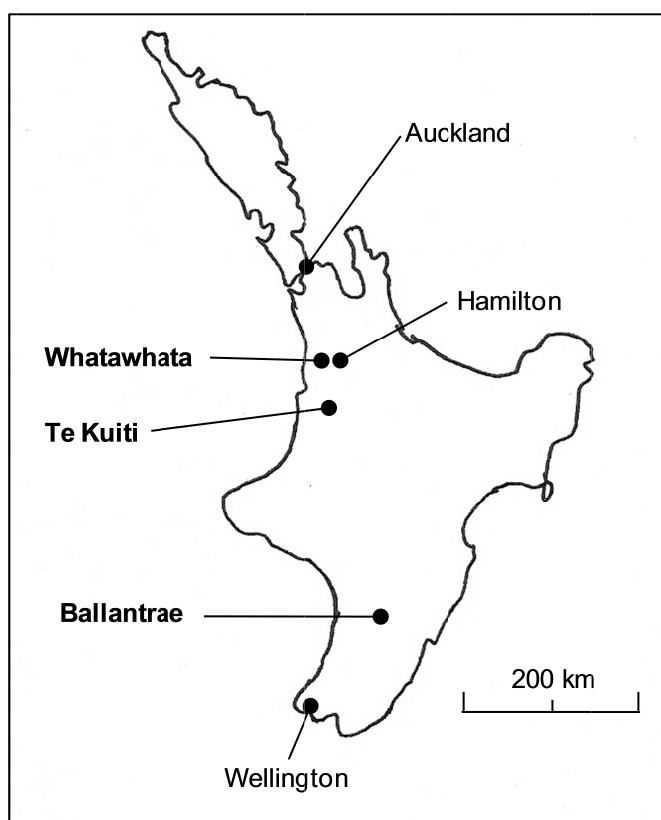 Auckland
Hamilton
Whatawhata
Te Kuiti
Ballantrae
200 km
Wellington